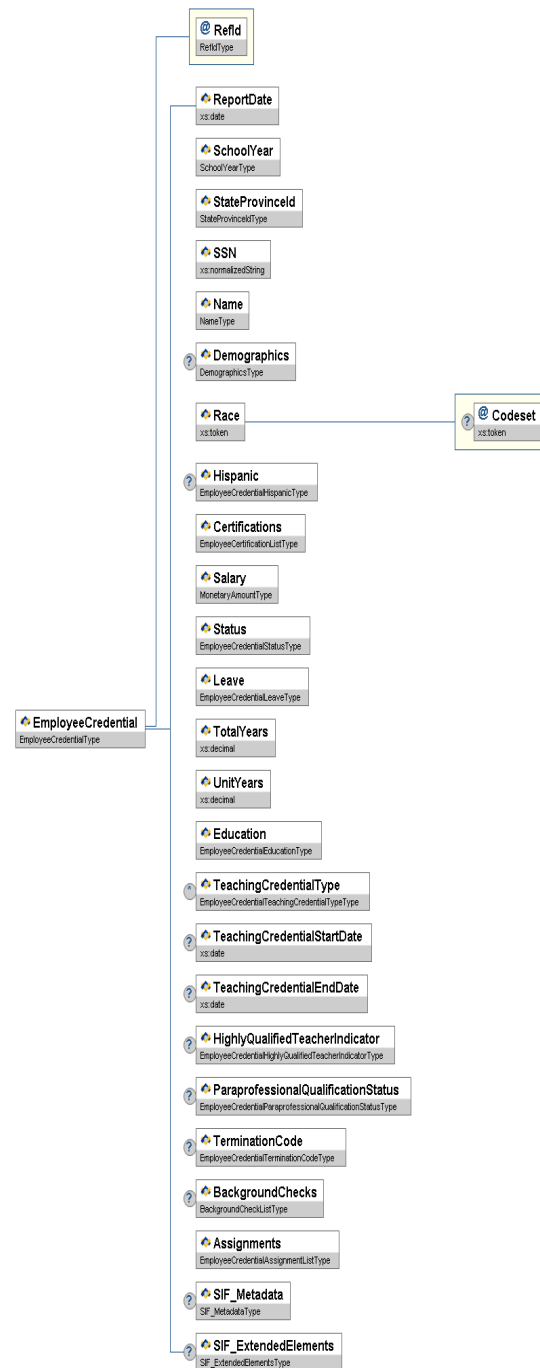 @ RefId
RefIdType
ReportDate
xs:date
SchoolYear
SchoolYearType
StateProvinceId
StateProvinceIdType
SSN
xs:normalizedString
Name
NameType
? Demographics
DemographicsType
Race
xs:token
? @ Codeset
xs:token
? Hispanic
EmployeeCredentialHispanicType
Certifications
EmployeeCertificationListType
Salary
MonetaryAmountType
Status
EmployeeCredentialStatusType
Leave
EmployeeCredentialLeaveType
EmployeeCredential
EmployeeCredentialType
TotalYears
xs:decimal
UnitYears
xs:decimal
Education
EmployeeCredentialEducationType
* TeachingCredentialType
EmployeeCredentialTeachingCredentialTypeType
? TeachingCredentialStartDate
xs:date
? TeachingCredentialEndDate
xs:date
? HighlyQualifiedTeacherIndicator
EmployeeCredentialHighlyQualifiedTeacherIndicatorType
? ParaprofessionalQualificationStatus
EmployeeCredentialParaprofessionalQualificationStatusType
? TerminationCode
EmployeeCredentialTerminationCodeType
? BackgroundChecks
BackgroundCheckListType
Assignments
EmployeeCredentialAssignmentListType
? SIF_Metadata
SIF_MetadataType
? SIF_ExtendedElements
SIF_ExtendedElementsType